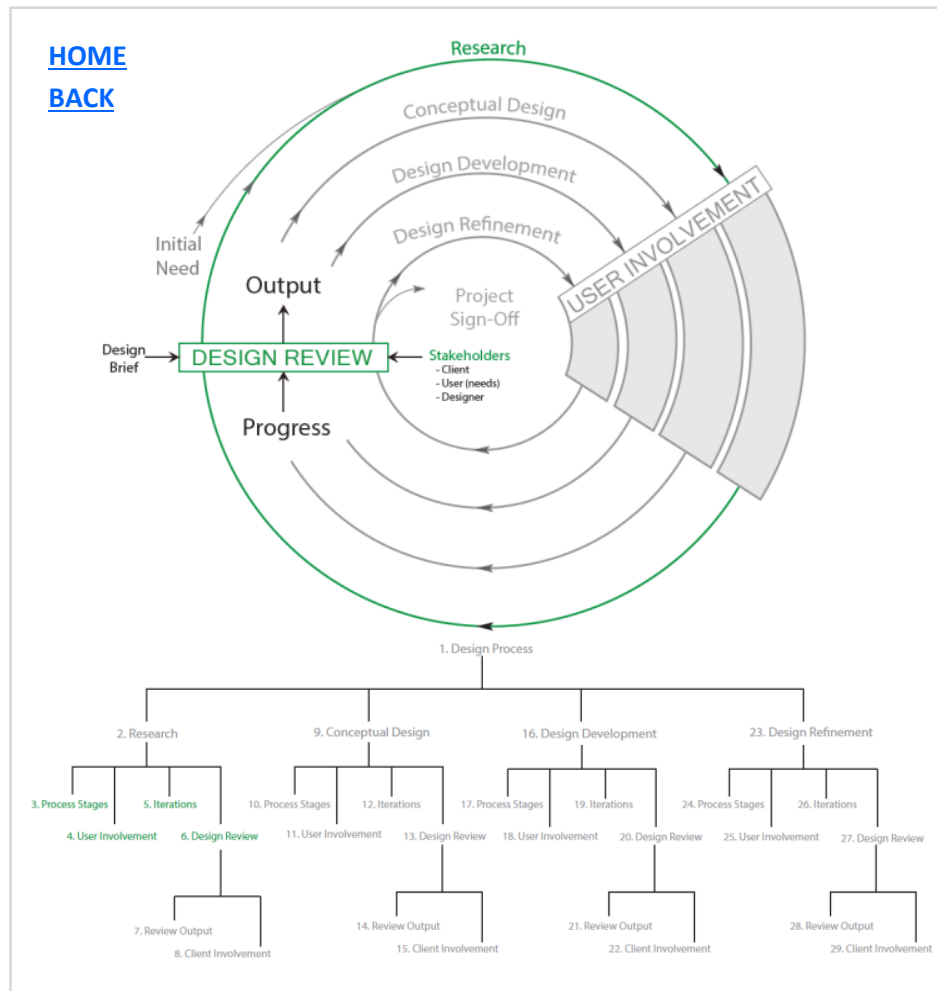 HOME
BACK
Research
Conceptual Design
Design Development
Design Refinement
USER INVOLVEMENT
Initial
Need
Output
Project
Sign-Off
Design
Brief
DESIGN REVIEW
Stakeholders
- Client
- User (needs)
- Designer
Progress
1. Design Process
2. Research
9. Conceptual Design
16. Design Development
23. Design Refinement
3. Process Stages
5. Iterations
10. Process Stages
12. Iterations
17. Process Stages
19. Iterations
24. Process Stages
26. Iterations
4. User Involvement
6. Design Review
11. User Involvement
13. Design Review
18. User Involvement
20. Design Review
25. User Involvement
27. Design Review
7. Review Output
14. Review Output
21. Review Output
28. Review Output
8. Client Involvement
15. Client Involvement
22. Client Involvement
29. Client Involvement